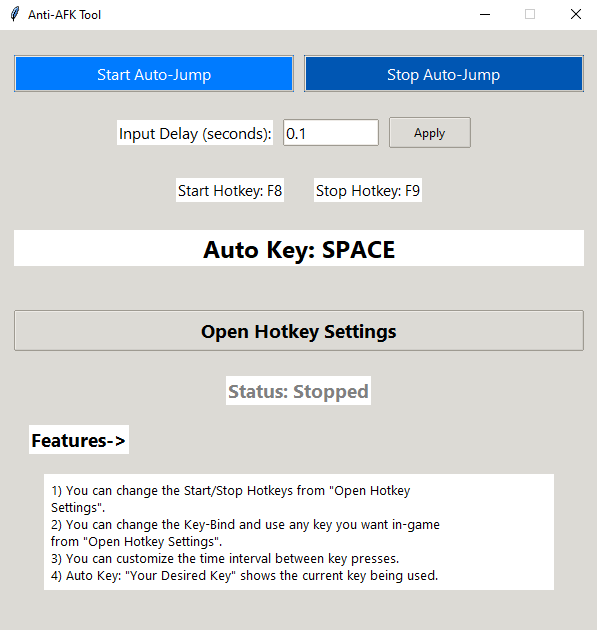 Anti-AFK Tool
Start Auto-Jump
Stop Auto-Jump
Input Delay (seconds): 0.1 Apply
Start Hotkey: F8
Stop Hotkey: F9
Auto Key: SPACE
Open Hotkey Settings
Status: Stopped
Features->
1) You can change the Start/Stop Hotkeys from "Open Hotkey
Settings".
2) You can change the Key-Bind and use any key you want in-game
from "Open Hotkey Settings".
3) You can customize the time interval between key presses.
4) Auto Key: "Your Desired Key" shows the current key being used.